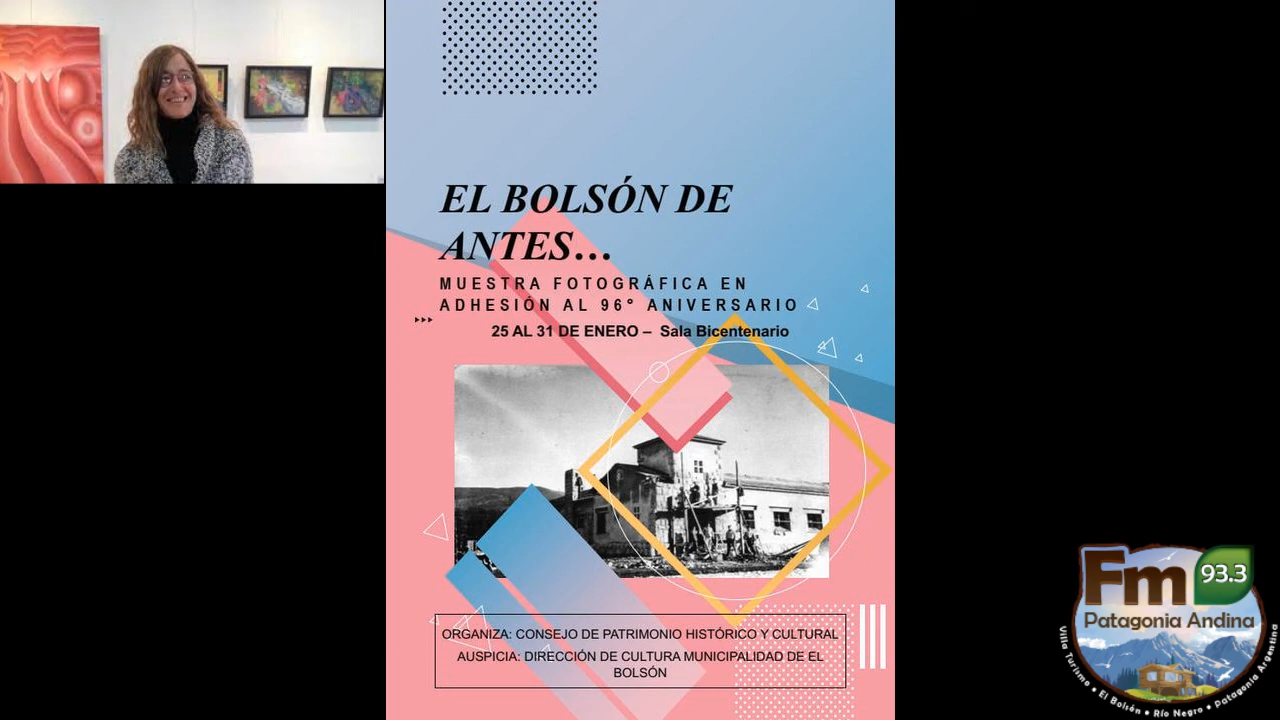 EL BOLSÓN DE
ANTES...
MUESTRA FOTOGRÁFICA EN
ADHESIÓN AL 96° ANIVERSARIO
25 AL 31 DE ENERO – Sala Bicentenario
ORGANIZA: CONSEJO DE PATRIMONIO HISTÓRICO Y CULTURAL
AUSPICIA: DIRECCIÓN DE CULTURA MUNICIPALIDAD DE EL
BOLSÓN
Fm 93.3
Patagonia Andina
Villa Turismo • El Bolsón • Río Negro • Patagonia Argentina